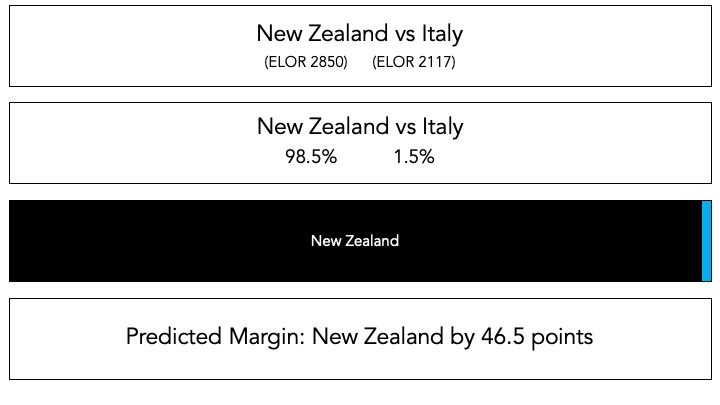 New Zealand vs Italy
(ELOR 2850) (ELOR 2117)
New Zealand vs Italy
98.5% 1.5%
New Zealand
Predicted Margin: New Zealand by 46.5 points